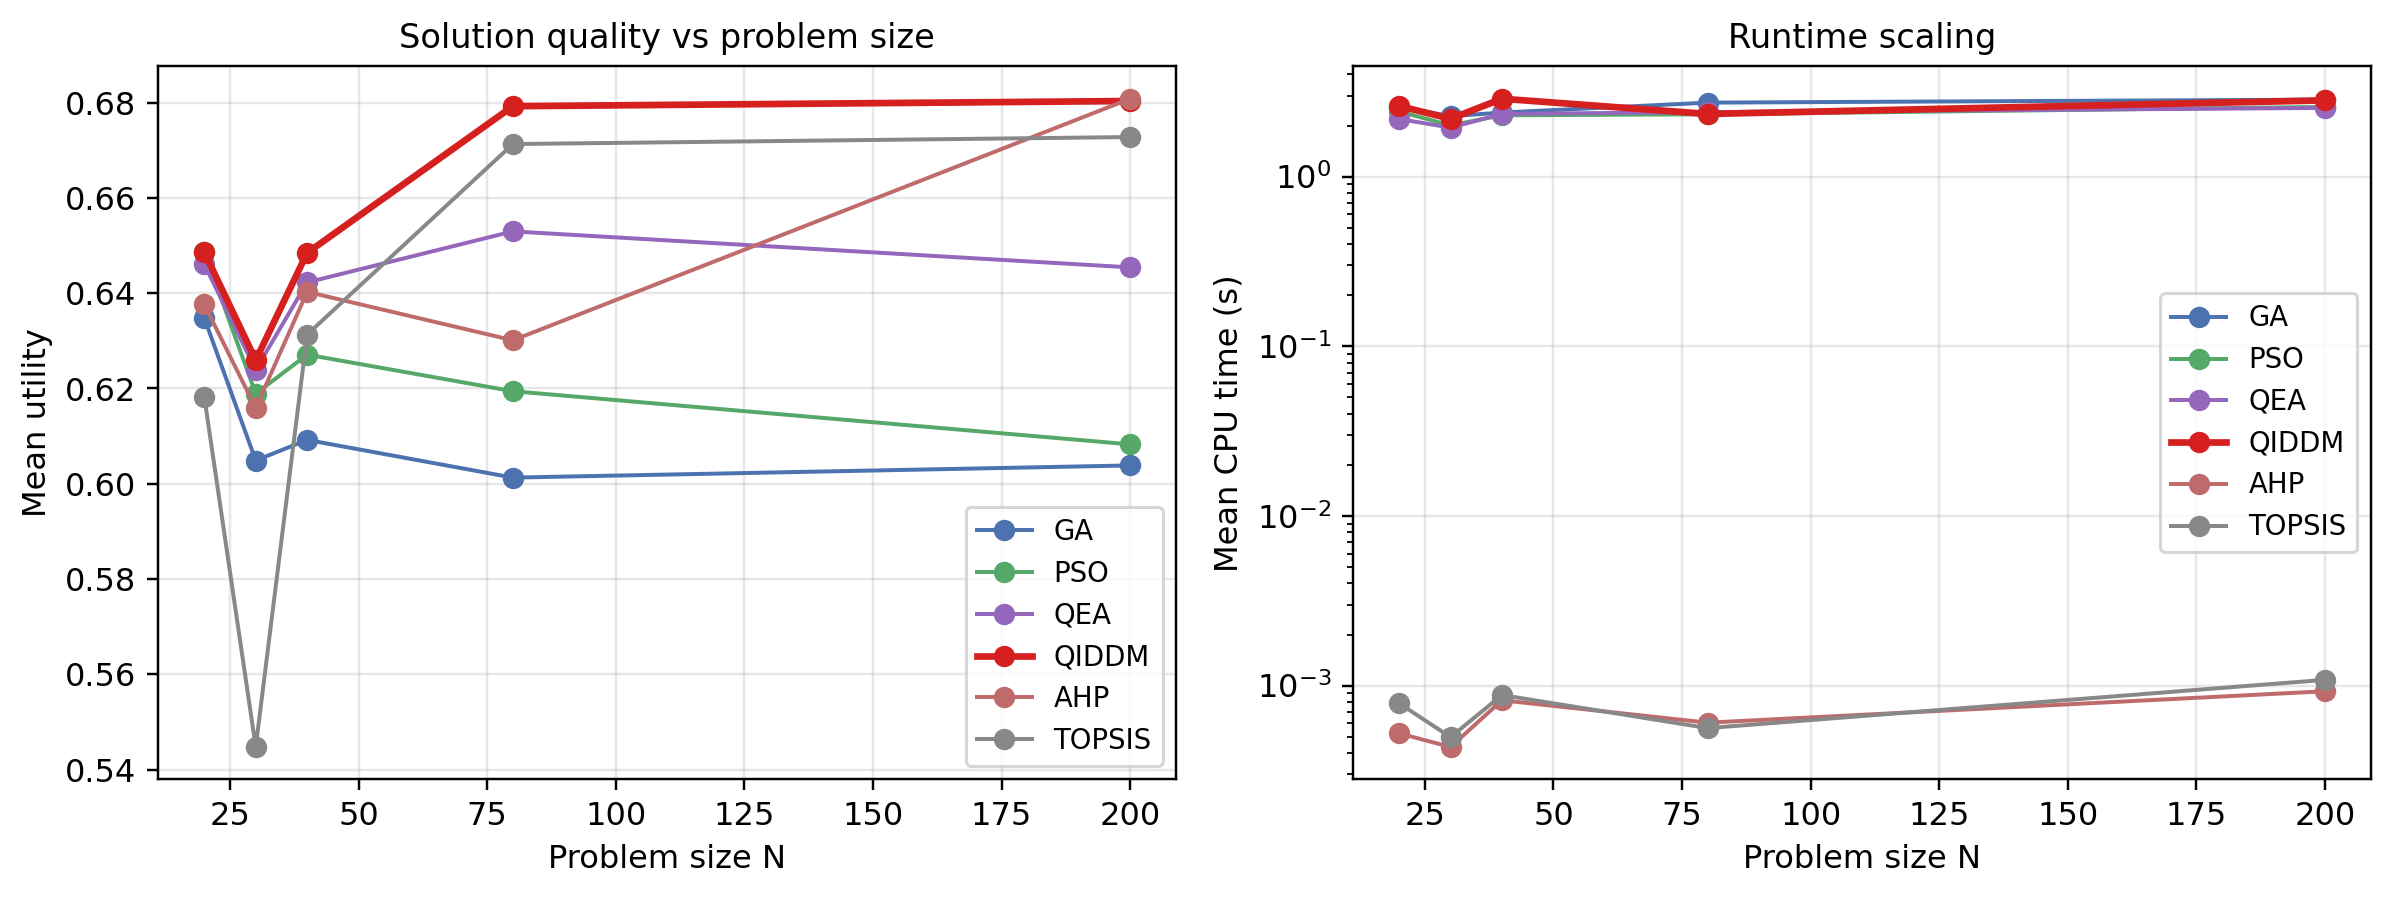 Solution quality vs problem size
Mean utility
0.68
0.66
0.64
0.62
0.60
0.58
0.56
0.54
25 50 75 100 125 150 175 200
Problem size N
GA
PSO
QEA
QIDDM
AHP
TOPSIS
Runtime scaling
Mean CPU time (s)
10⁰
10⁻¹
10⁻²
10⁻³
25 50 75 100 125 150 175 200
Problem size N
GA
PSO
QEA
QIDDM
AHP
TOPSIS